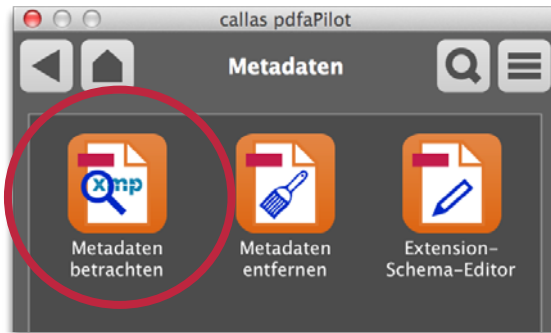 callas pdfaPilot
Metadaten
xmp
Metadaten
betrachten
Metadaten
entfernen
Extension-
Schema-Editor